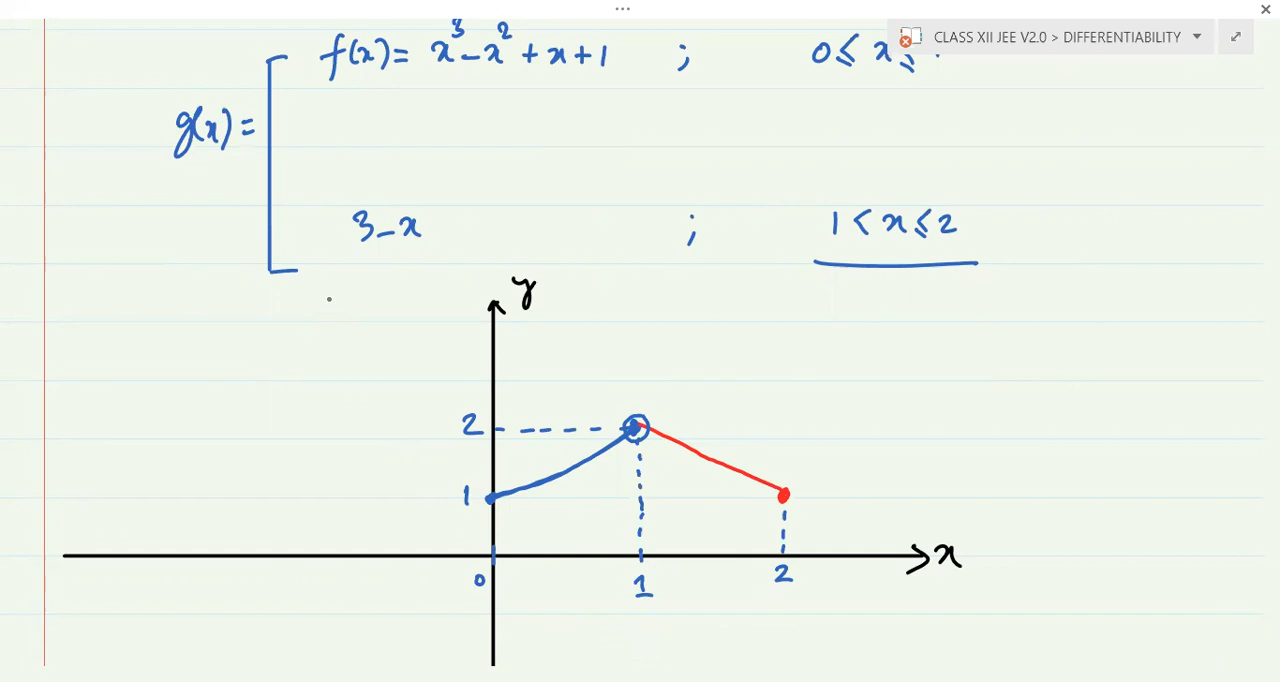 ...
CLASS XII JEE V2.0 > DIFFERENTIABILITY
f(x) = x³ - x² + x + 1 ; 0 ≤ x ≤
g(x) =
3 - x ; 1 < x ≤ 2
y
2
1
x
0 1 2